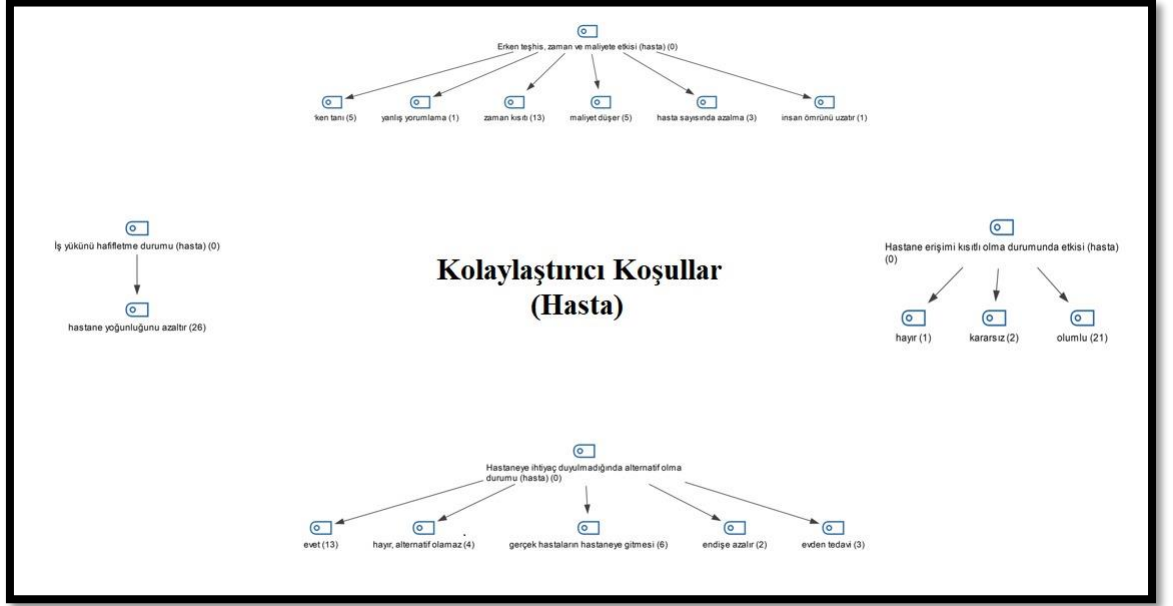 Erken teşhis, zaman ve maliyete etkisi (hasta) (0)
ken tanı (5)
yanlış yorumlama (1)
zaman kısıtı (13)
maliyet düşer (5)
hasta sayısında azalma (3)
insan ömrünü uzatır (1)
İş yükünü hafifletme durumu (hasta) (0)
hastane yoğunluğunu azaltır (26)
Kolaylaştırıcı Koşullar
(Hasta)
Hastane erişimi kısıtlı olma durumunda etkisi (hasta)
(0)
hayır (1)
kararsız (2)
olumlu (21)
Hastaneye ihtiyaç duyulmadığında alternatif olma
durumu (hasta) (0)
evet (13)
hayır, alternatif olamaz (4)
gerçek hastaların hastaneye gitmesi (6)
endişe azalır (2)
evden tedavi (3)